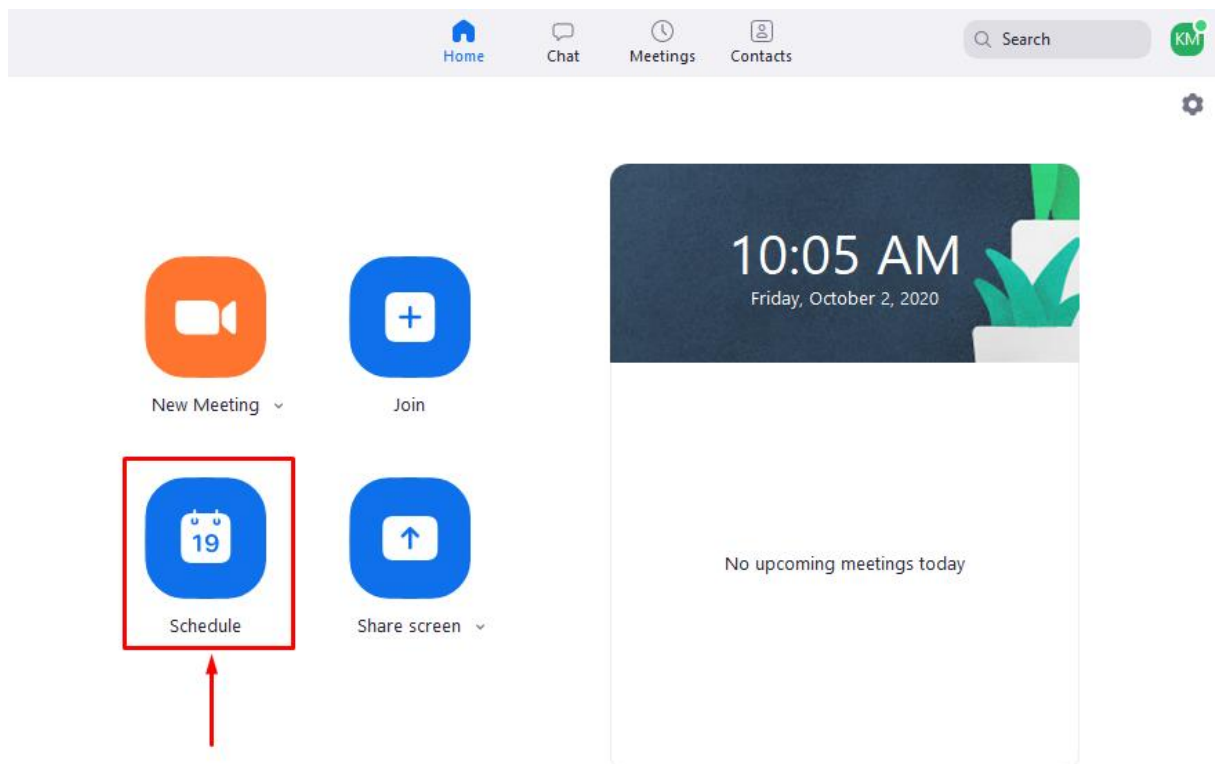 Home
Chat
Meetings
Contacts
Search
KM
10:05 AM
Friday, October 2, 2020
New Meeting
Join
19
Schedule
Share screen
No upcoming meetings today